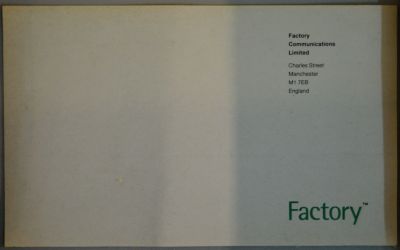 Factory
Communications
Limited
Charles Street
Manchester
M1 7EB
England
Factory™